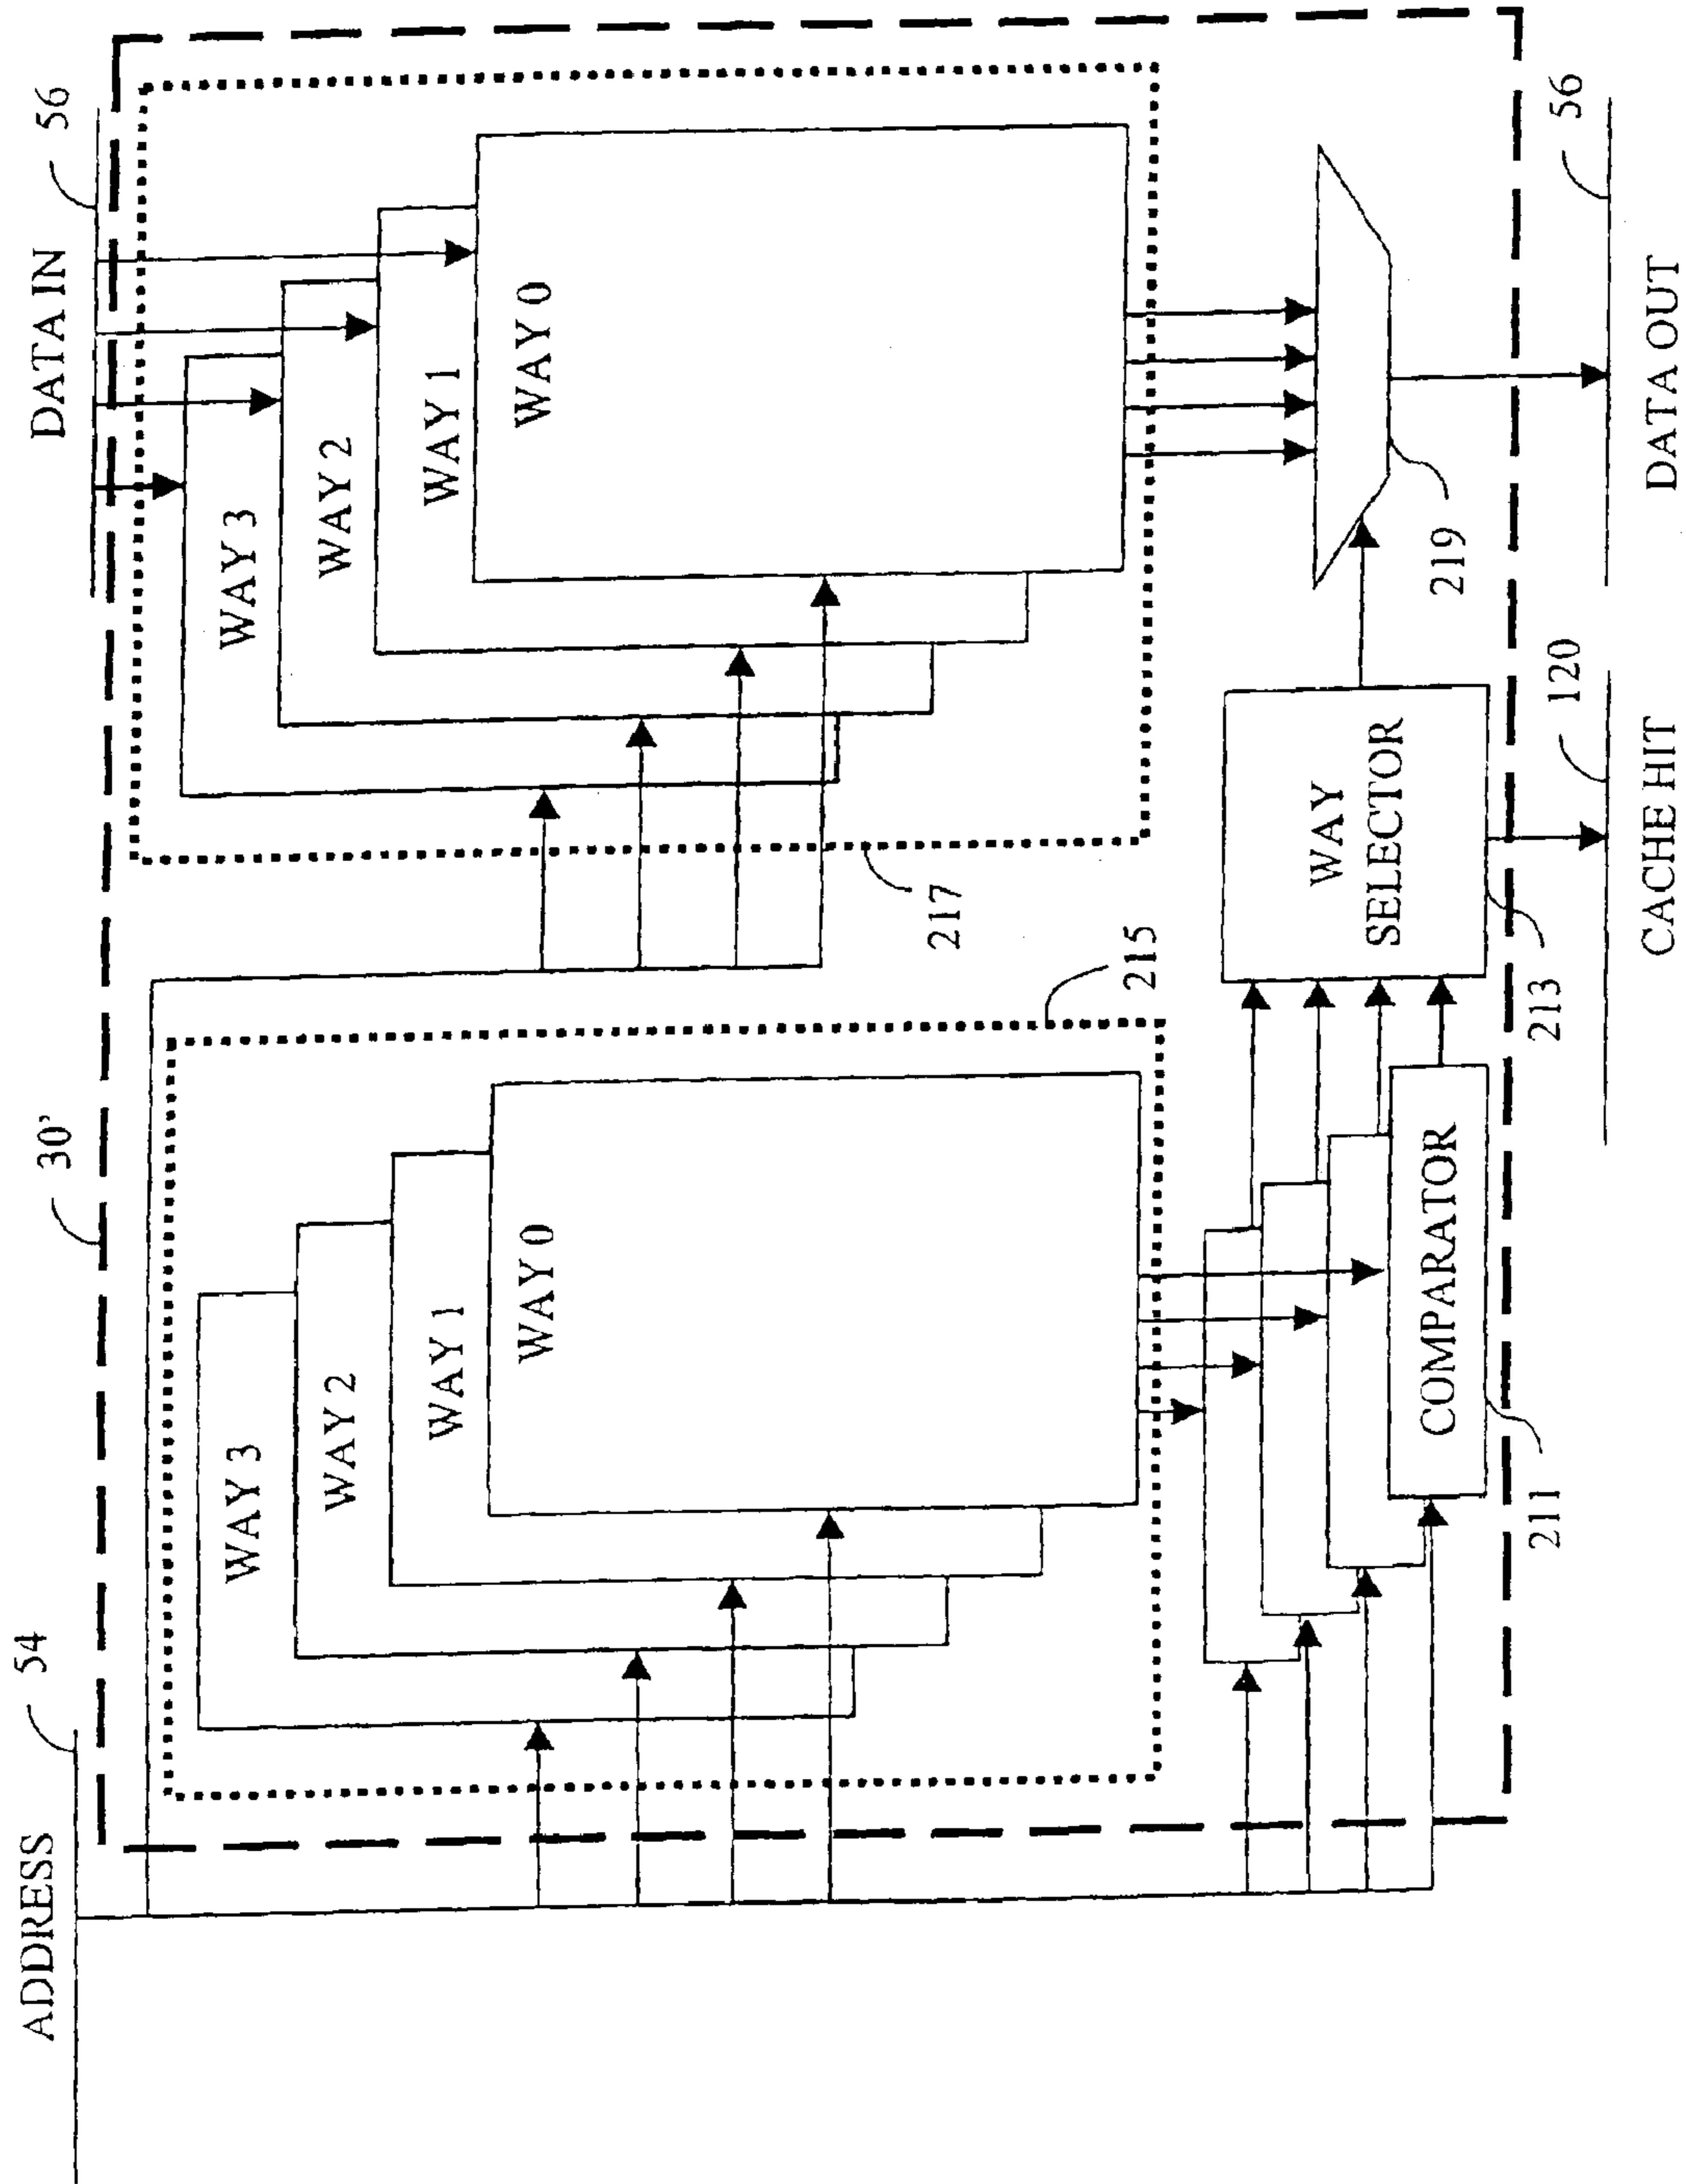 ADDRESS
54
30'
DATA IN
56
WAY 3
WAY 2
WAY 1
WAY 0
215
WAY 3
WAY 2
WAY 1
WAY 0
217
COMPARATOR
211
WAY
SELECTOR
213
219
CACHE HIT
120
DATA OUT
56